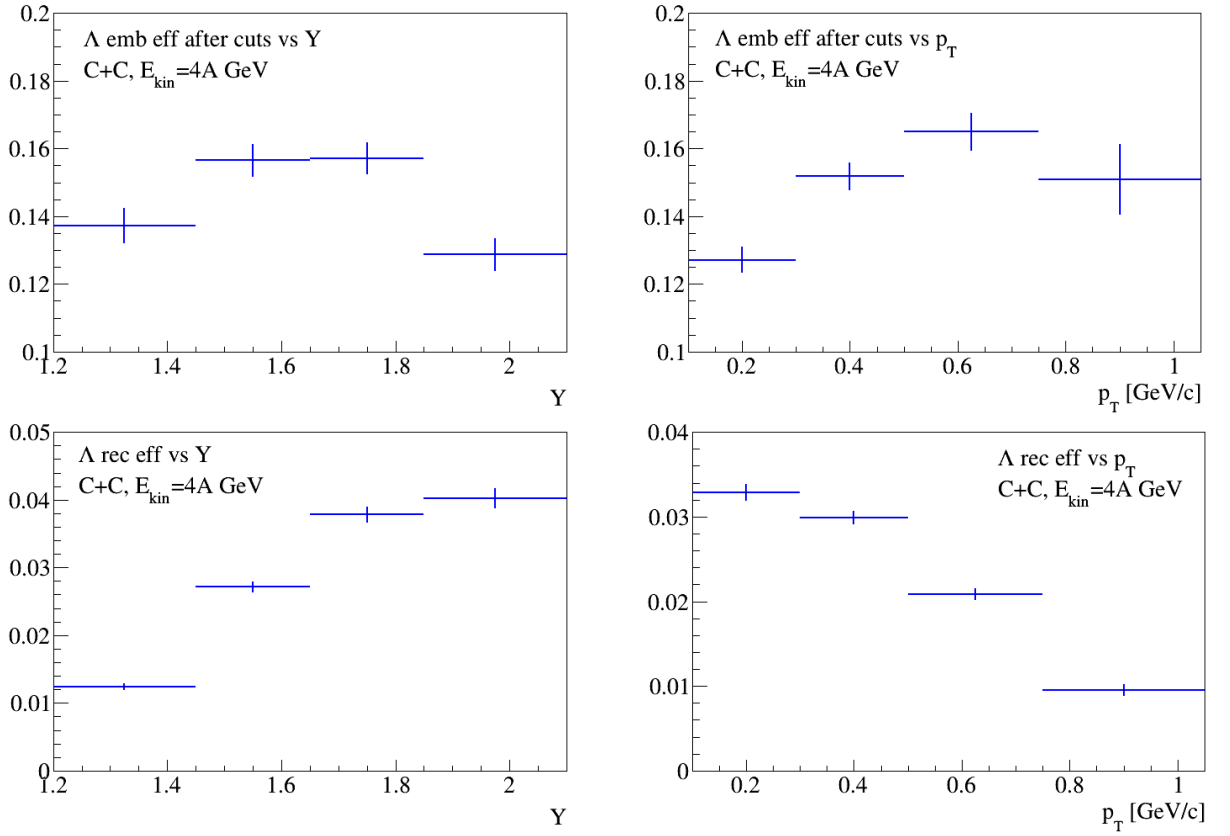 Λ emb eff after cuts vs Y
C+C, E_kin=4A GeV
0.2
0.18
0.16
0.14
0.12
0.1
1.2 1.4 1.6 1.8 2
Y
Λ emb eff after cuts vs p_T
C+C, E_kin=4A GeV
0.2
0.18
0.16
0.14
0.12
0.1
0.2 0.4 0.6 0.8 1
p_T [GeV/c]
Λ rec eff vs Y
C+C, E_kin=4A GeV
0.05
0.04
0.03
0.02
0.01
0
1.2 1.4 1.6 1.8 2
Y
Λ rec eff vs p_T
C+C, E_kin=4A GeV
0.04
0.03
0.02
0.01
0
0.2 0.4 0.6 0.8 1
p_T [GeV/c]